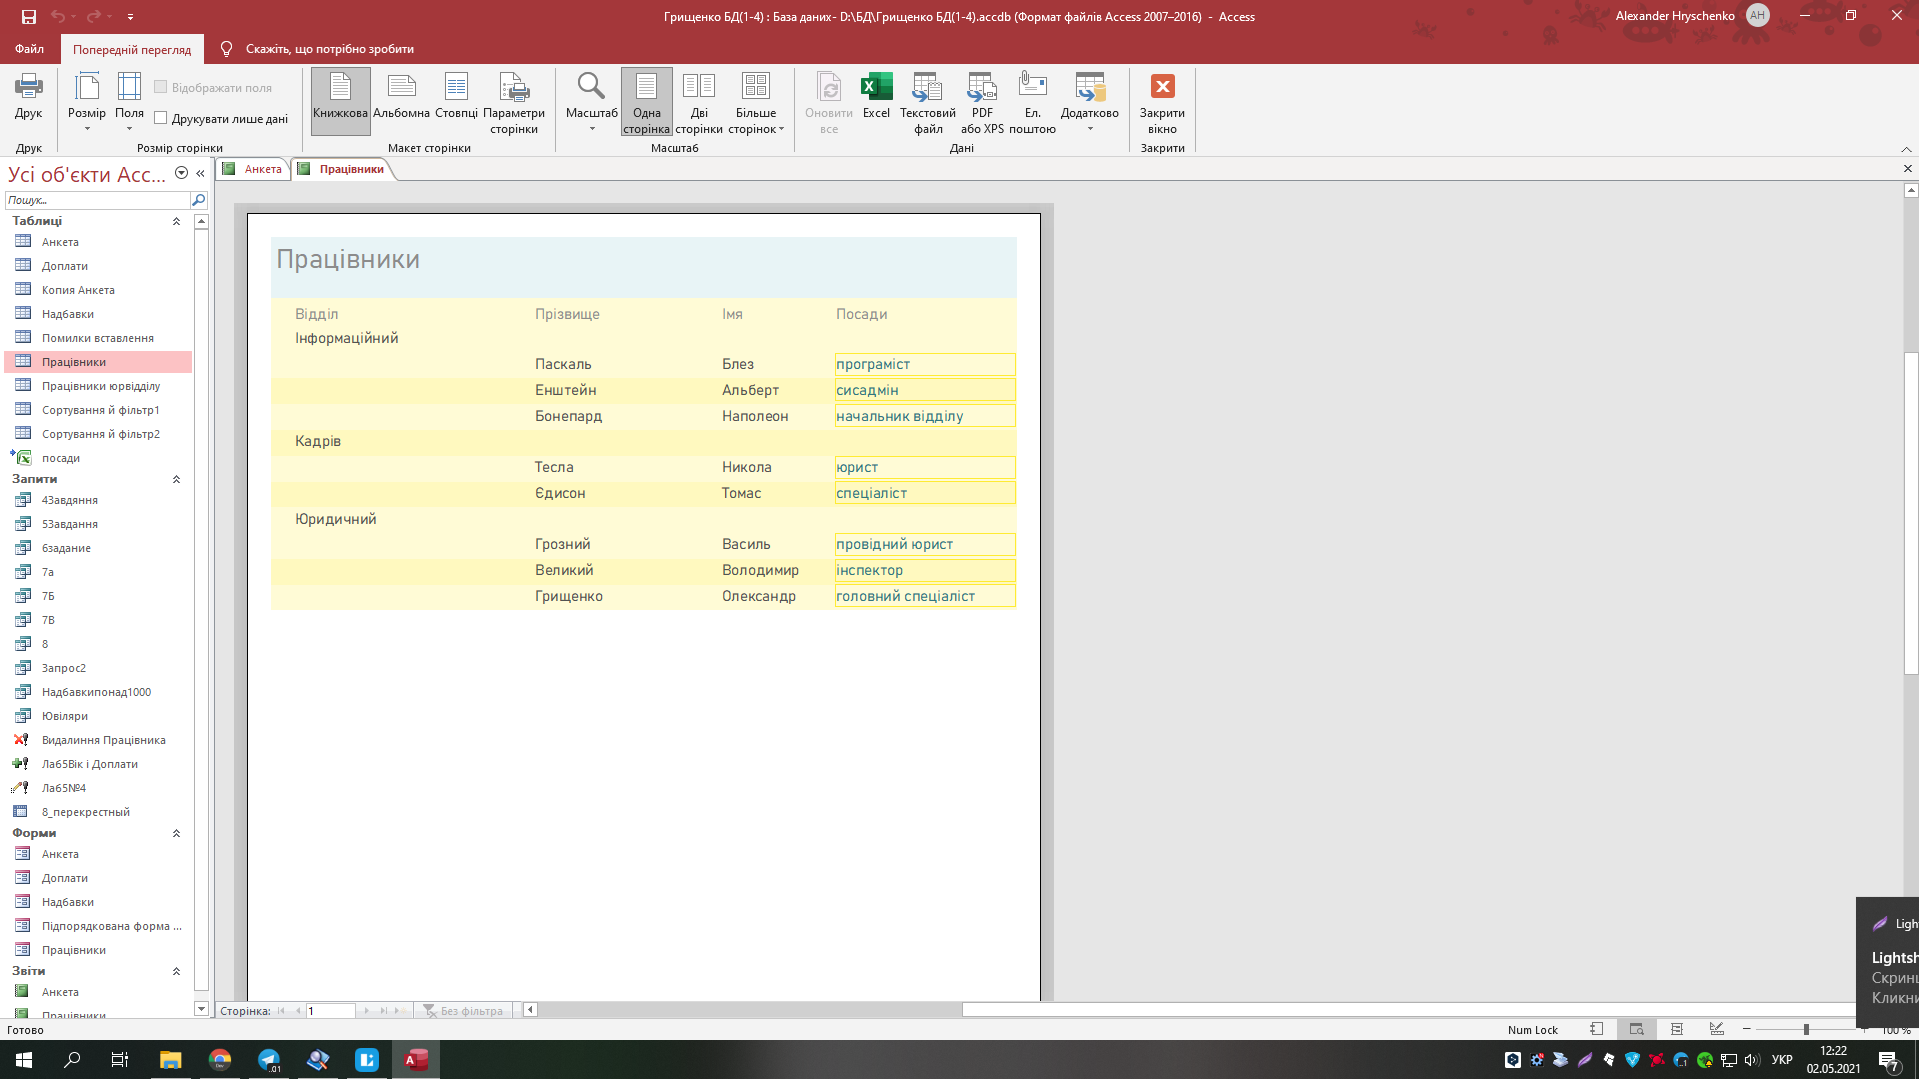 Грищенко БД(1-4) : База даних- D:\БД\Грищенко БД(1-4).accdb (Формат файлів Access 2007–2016) - Access
Alexander Hryschenko
AH
Файл
Попередній перегляд
Скажіть, що потрібно зробити
Друк
Розмір
Поля
Відображати поля
Друкувати лише дані
Книжкова
Альбомна
Стовпці
Параметри сторінки
Масштаб
Одна сторінка
Дві сторінки
Більше сторінок
Оновити все
Excel
Текстовий файл
PDF або XPS
Ел. поштою
Додатково
Закрити вікно
Друк
Розмір сторінки
Макет сторінки
Масштаб
Дані
Закрити
Усі об'єкти Acc...
Пошук...
Таблиці
Анкета
Доплати
Копия Анкета
Надбавки
Помилки вставлення
Працівники
Працівники юрвідділу
Сортування й фільтр1
Сортування й фільтр2
посади
Запити
4Завдяння
5Завдання
6задание
7а
7Б
7В
8
Запрос2
Надбавкипонад1000
Ювіляри
Видалиння Працівника
Ла65Вік і Доплати
Ла65№4
8_перекрестный
Форми
Анкета
Доплати
Надбавки
Підпорядкована форма ...
Працівники
Звіти
Анкета
Працівники
Анкета
Працівники
Працівники
Відділ Прізвище Імя Посади
Інформаційний
Паскаль Блез програміст
Енштейн Альберт сисадмін
Бонепард Наполеон начальник відділу
Кадрів
Тесла Никола юрист
Єдисон Томас спеціаліст
Юридичний
Грозний Василь провідний юрист
Великий Володимир інспектор
Грищенко Олександр головний спеціаліст
Сторінка: 1
Без фільтра
Готово
Num Lock
100 %
Ligh
Lightsh
Скрин
Кликни
УКР
12:22
02.05.2021
7